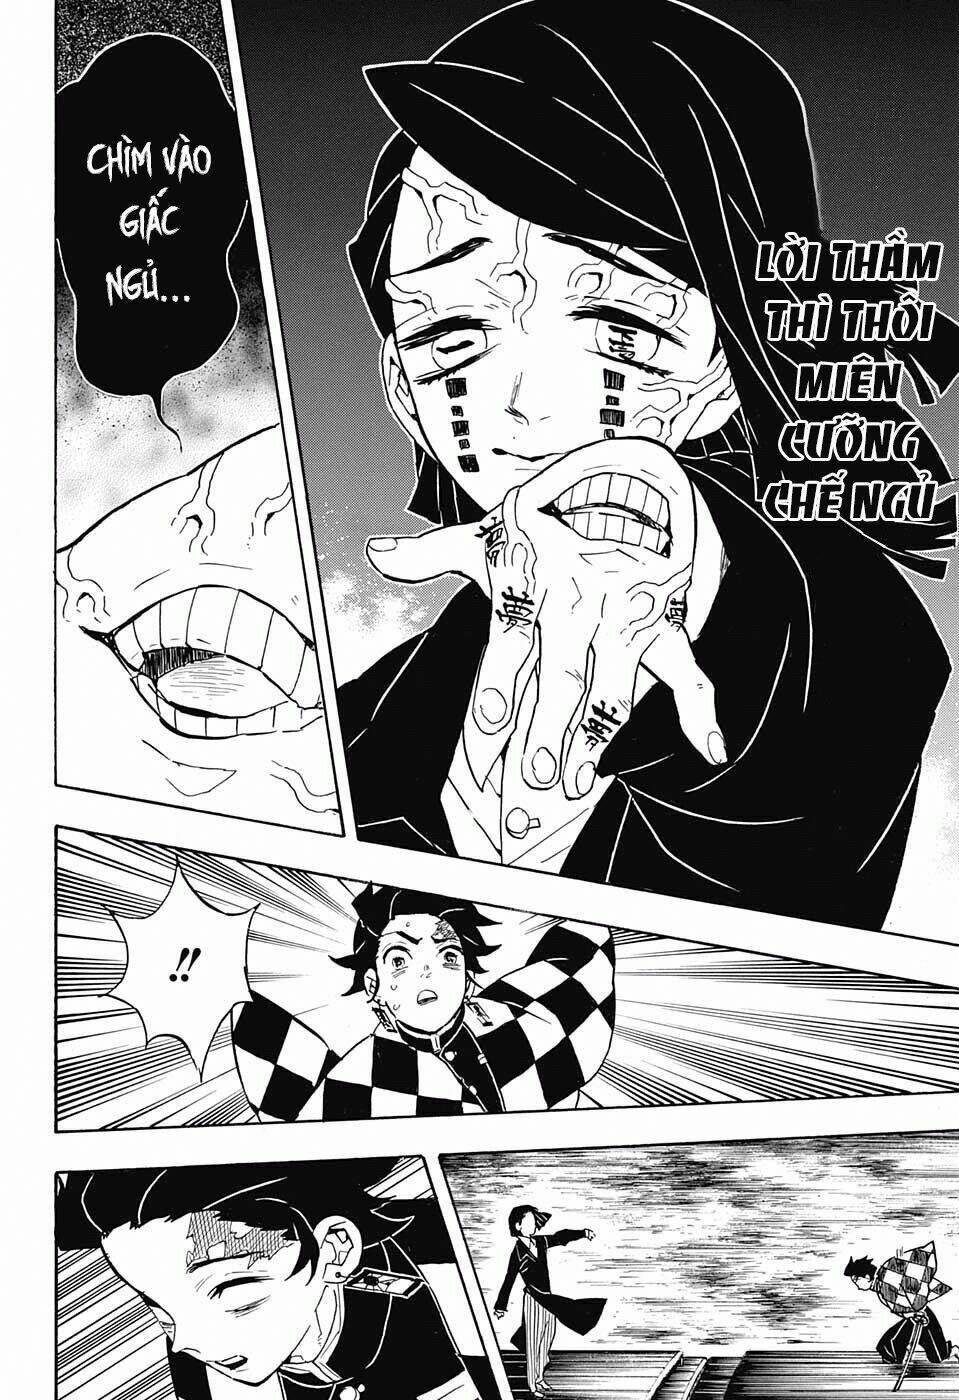 LỜI THẦM
THÌ THÔI
MIÊN
CƯỠNG
CHẾ NGỦ
CHÌM VÀO
GIẤC
NGỦ...
!!